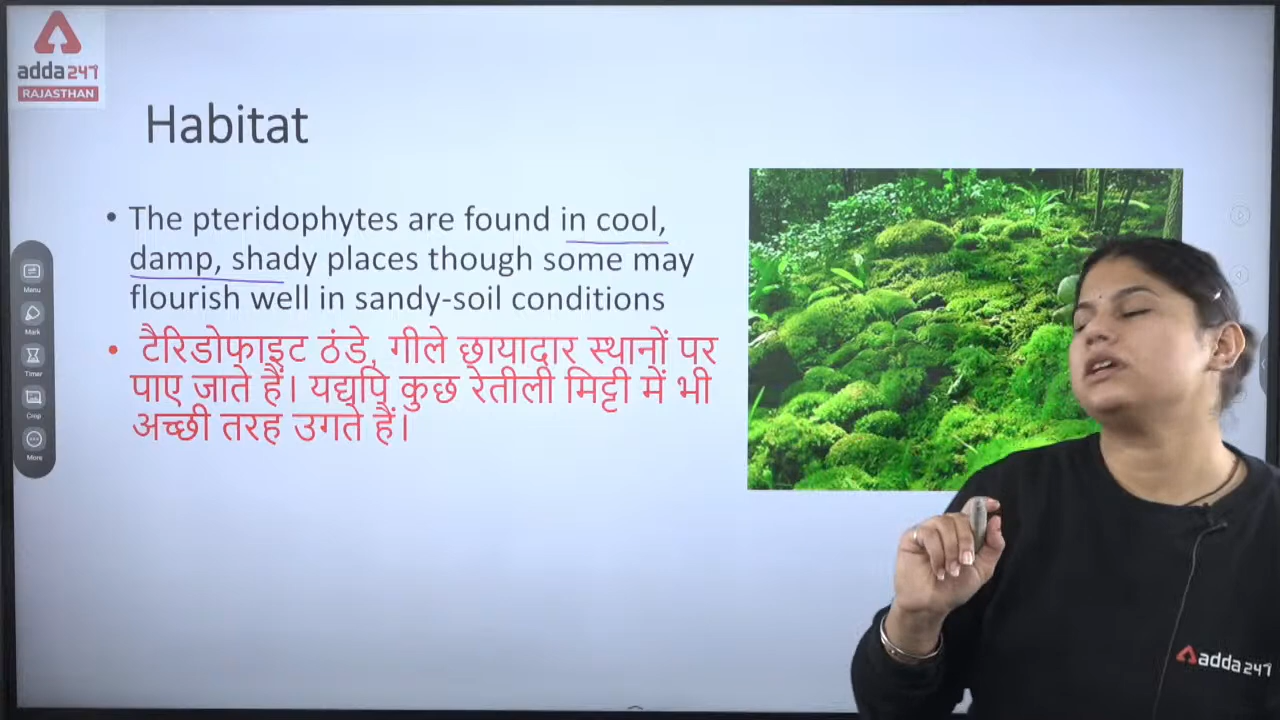 adda247
RAJASTHAN
Habitat
• The pteridophytes are found in cool,
damp, shady places though some may
flourish well in sandy-soil conditions
• टैरिडोफाइट ठंडे, गीले छायादार स्थानों पर
पाए जाते हैं। यद्यपि कुछ रेतीली मिट्टी में भी
अच्छी तरह उगते हैं।
Menu
Mark
Timer
Crop
More
adda247